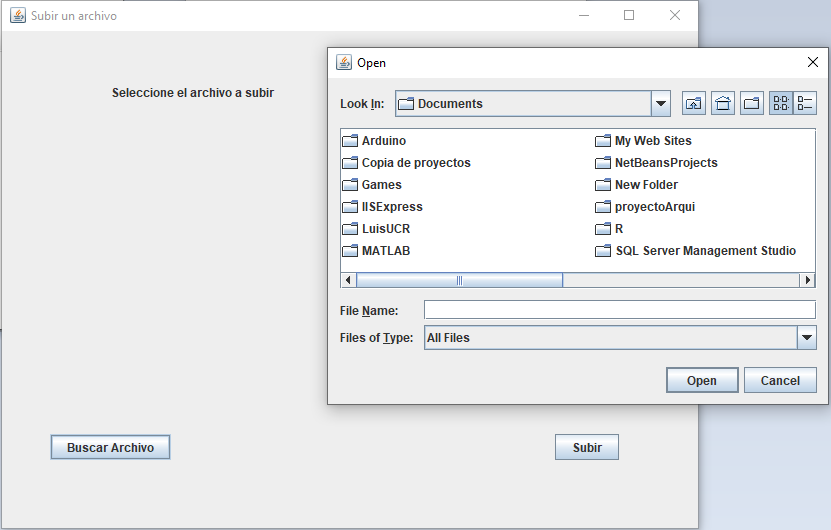 Subir un archivo
Seleccione el archivo a subir
Open
Look In: Documents
Arduino
Copia de proyectos
Games
IISExpress
LuisUCR
MATLAB
My Web Sites
NetBeansProjects
New Folder
proyectoArqui
R
SQL Server Management Studio
File Name:
Files of Type: All Files
Open Cancel
Buscar Archivo Subir